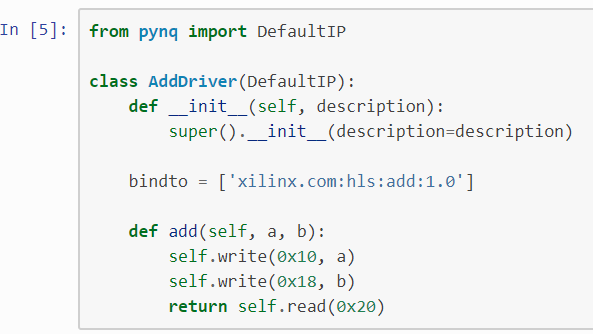 In [5]: from pynq import DefaultIP
class AddDriver(DefaultIP):
    def __init__(self, description):
        super().__init__(description=description)
    bindto = ['xilinx.com:hls:add:1.0']
    def add(self, a, b):
        self.write(0x10, a)
        self.write(0x18, b)
        return self.read(0x20)